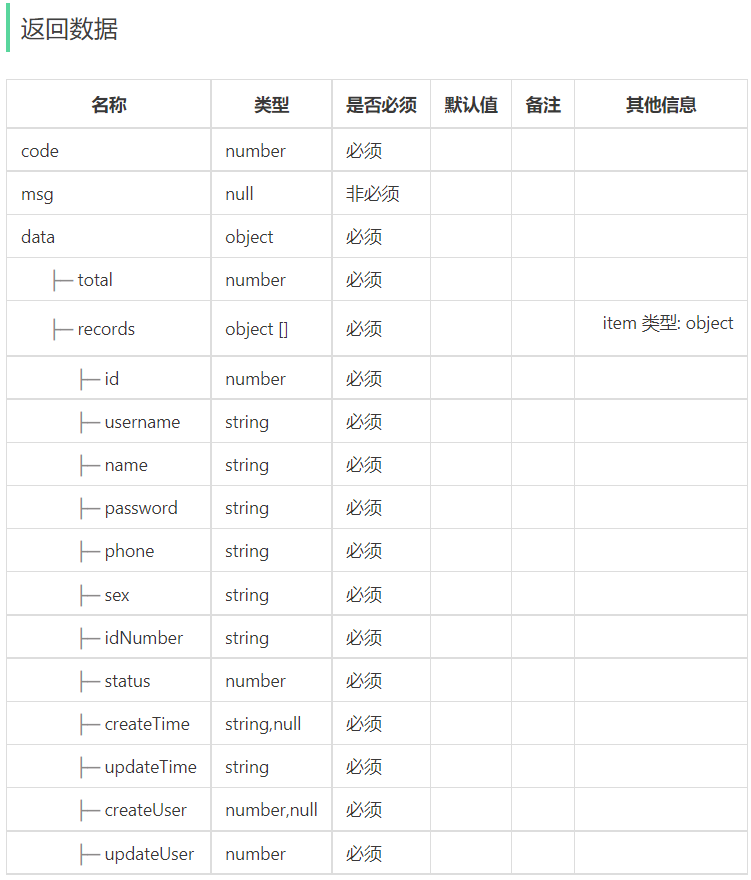 返回数据
名称 类型 是否必须 默认值 备注 其他信息
code number 必须
msg null 非必须
data object 必须
├─ total number 必须
├─ records object [] 必须 item 类型: object
├─ id number 必须
├─ username string 必须
├─ name string 必须
├─ password string 必须
├─ phone string 必须
├─ sex string 必须
├─ idNumber string 必须
├─ status number 必须
├─ createTime string,null 必须
├─ updateTime string 必须
├─ createUser number,null 必须
├─ updateUser number 必须